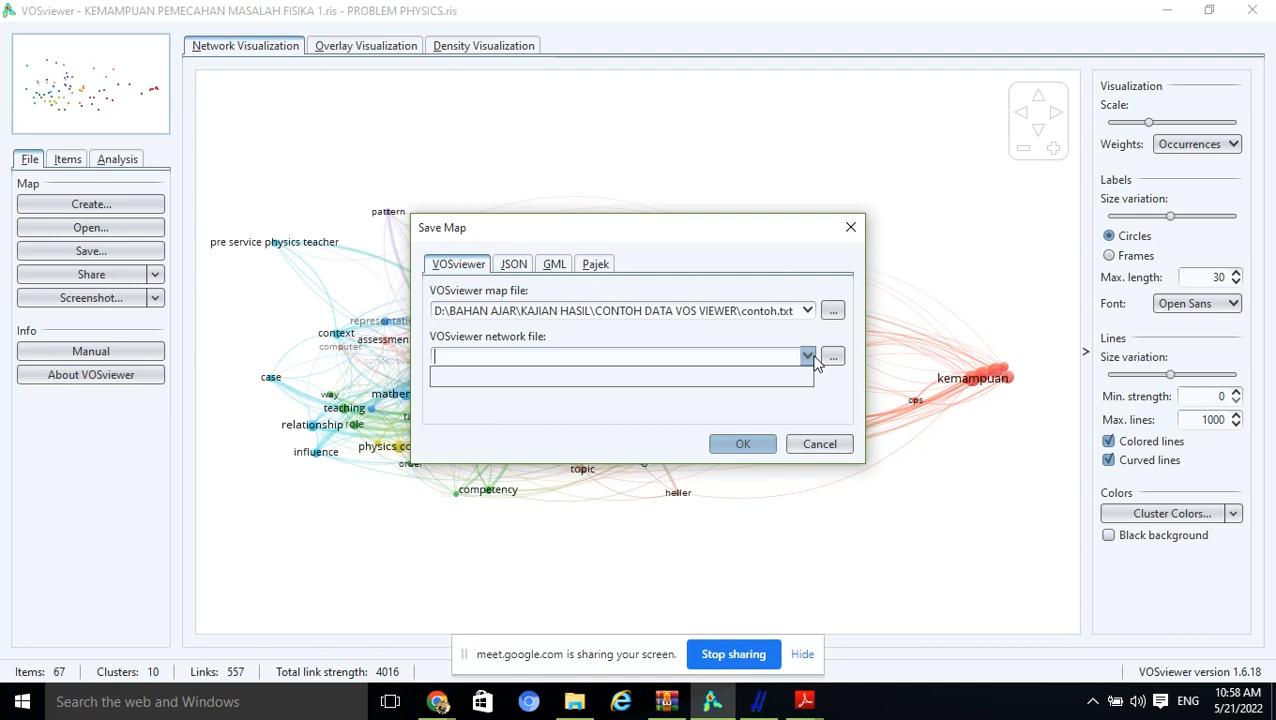 VOSviewer - KEMAMPUAN PEMECAHAN MASALAH FISIKA 1.ris - PROBLEM PHYSICS.ris
Network Visualization Overlay Visualization Density Visualization
File Items Analysis
Map
Create...
Open...
Save...
Share
Screenshot...
Info
Manual
About VOSviewer
pattern
pre service physics teacher
context
computer
assessmen
case
way
teaching
mathe
relationship
role
influence
physics co
competency
topic
heller
cps
kemampuan
Save Map
VOSviewer JSON GML Pajek
VOSviewer map file:
D:\BAHAN AJAR\KAJIAN HASIL\CONTOH DATA VOS VIEWER\contoh.txt
...
VOSviewer network file:
...
OK Cancel
Visualization
Scale:
Weights: Occurrences
Labels
Size variation:
Circles
Frames
Max. length: 30
Font: Open Sans
>
Lines
Size variation:
Min. strength: 0
Max. lines: 1000
Colored lines
Curved lines
Colors
Cluster Colors...
Black background
meet.google.com is sharing your screen. Stop sharing Hide
Items: 67 Clusters: 10 Links: 557 Total link strength: 4016 VOSviewer version 1.6.18
Search the web and Windows
ENG
10:58 AM
5/21/2022